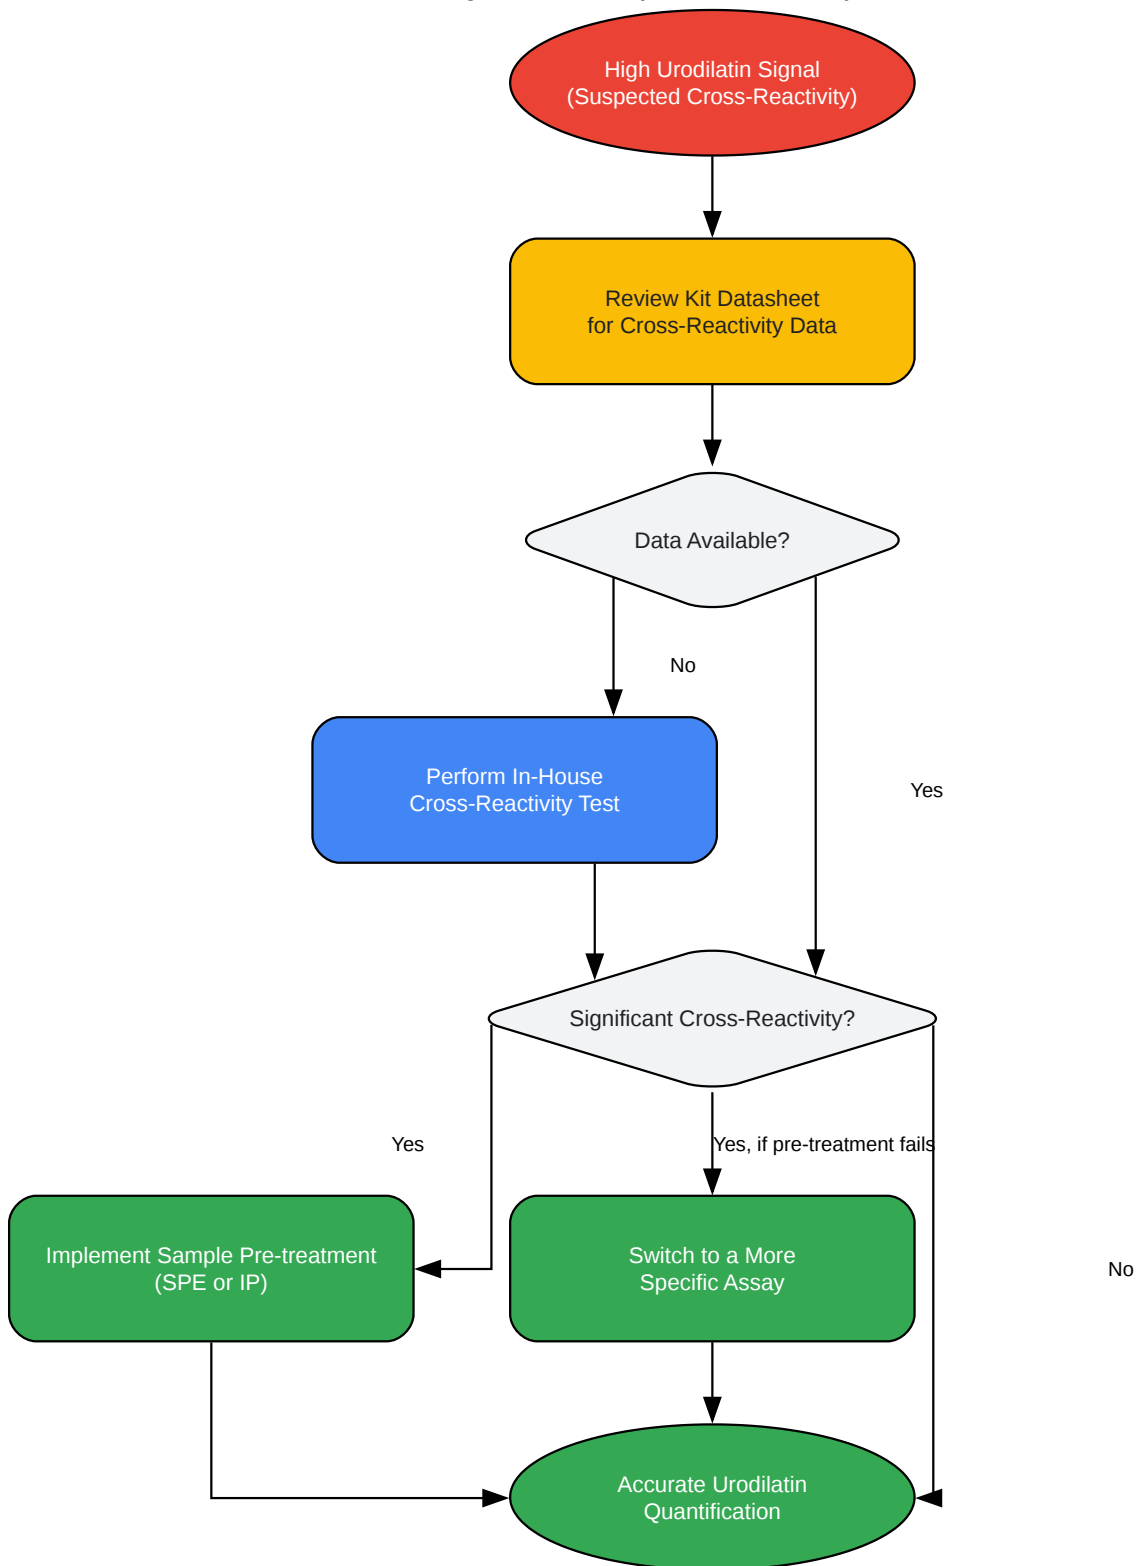 High Urodilatin Signal
(Suspected Cross-Reactivity)
Review Kit Datasheet
for Cross-Reactivity Data
Data Available?
No
Perform In-House
Cross-Reactivity Test
Yes
Significant Cross-Reactivity?
Yes
Yes, if pre-treatment fails
Implement Sample Pre-treatment
(SPE or IP)
Switch to a More
Specific Assay
No
Accurate Urodilatin
Quantification